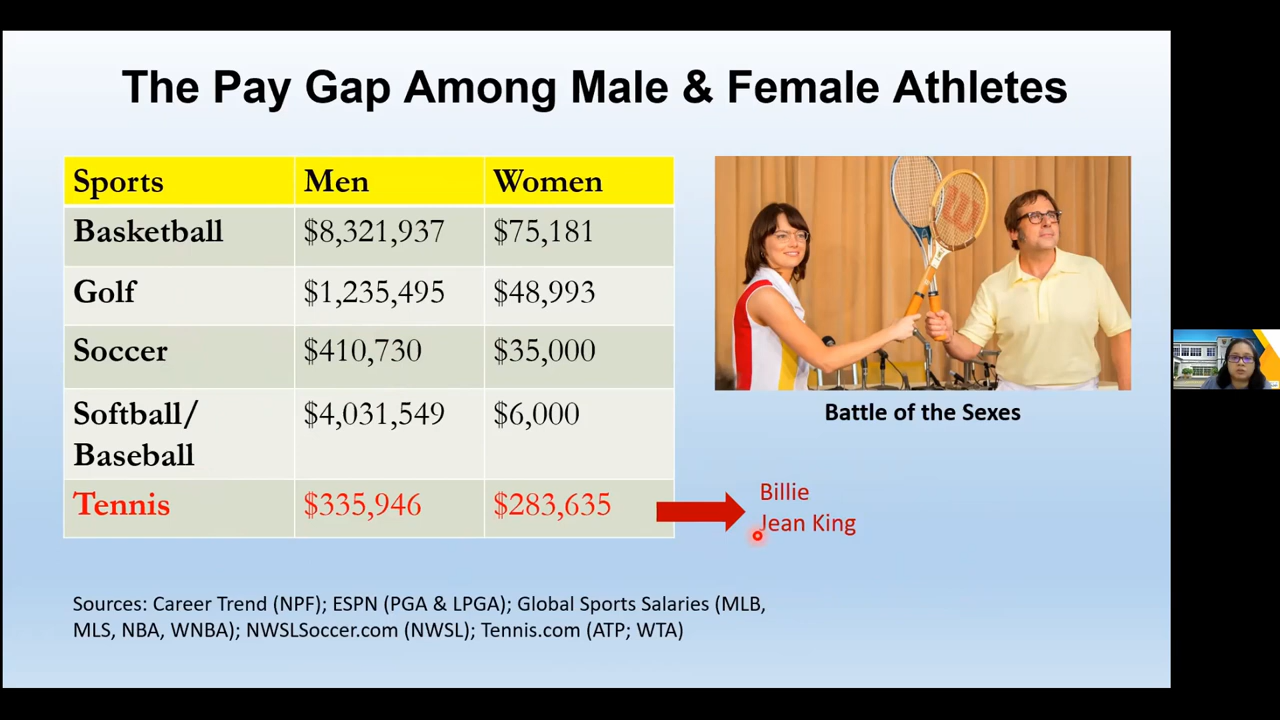 The Pay Gap Among Male & Female Athletes
Sports Men Women
Basketball $8,321,937 $75,181
Golf $1,235,495 $48,993
Soccer $410,730 $35,000
Softball/
Baseball $4,031,549 $6,000
Tennis $335,946 $283,635
Battle of the Sexes
Billie
Jean King
Sources: Career Trend (NPF); ESPN (PGA & LPGA); Global Sports Salaries (MLB,
MLS, NBA, WNBA); NWSLSoccer.com (NWSL); Tennis.com (ATP; WTA)